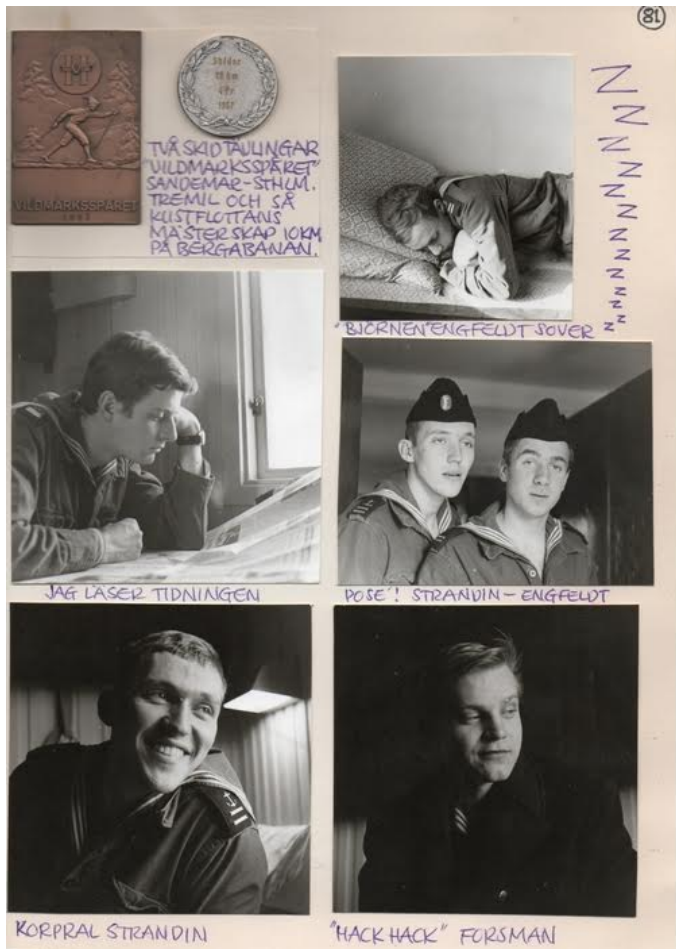 81
VILDMARKSSPÅRET
TVÅ SKIDTÄVLINGAR
"VILDMARKSSPÅRET"
SANDEMAR-STHLM.
TREMIL OCH SÅ
KUSTFLOTTANS
MÄSTERSKAP 10KM
PÅ BERGABANAN.
N N N N N N N N N N N N N N N
"BJÖRNEN" ENGFELDT SOVER
JAG LÄSER TIDNINGEN
POSE'! STRANDIN - ENGFELDT
KORPRAL STRANDIN
"HACK HACK" FORSMAN